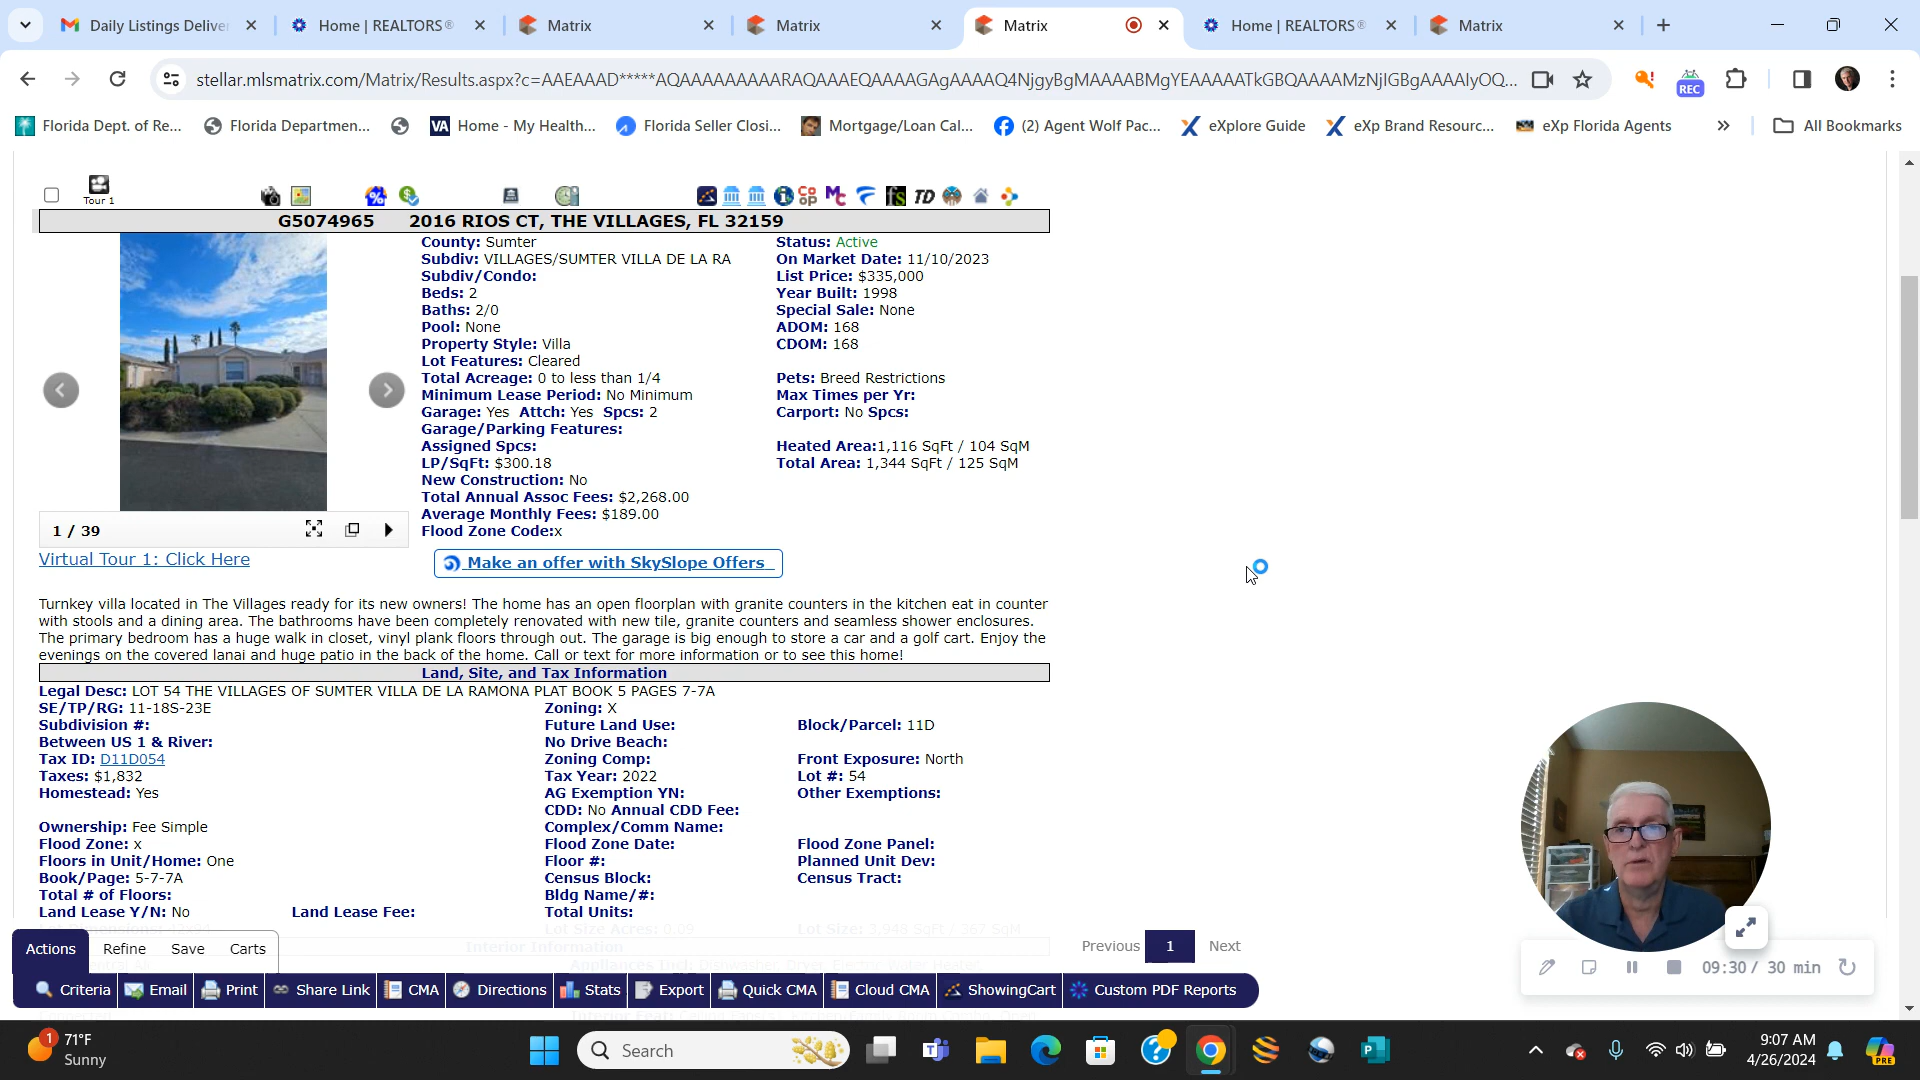 Daily Listings Deliver
Home | REALTORS®
Matrix
Matrix
Matrix
Home | REALTORS®
Matrix
stellar.mlsmatrix.com/Matrix/Results.aspx?c=AAEAAAD*****AQAAAAAAAAARAQAAAEQAAAAGAgAAAAQ4NjgyBgMAAAABMgYEAAAAATkGBQAAAAMzNjIGBgAAAAIyOQ...
REC
Florida Dept. of Re...
Florida Departmen...
VA Home - My Health...
Florida Seller Closi...
Mortgage/Loan Cal...
(2) Agent Wolf Pac...
eXplore Guide
eXp Brand Resourc...
eXp Florida Agents
All Bookmarks
Tour 1
G5074965 2016 RIOS CT, THE VILLAGES, FL 32159
County: Sumter Status: Active
Subdiv: VILLAGES/SUMTER VILLA DE LA RA On Market Date: 11/10/2023
Subdiv/Condo: List Price: $335,000
Beds: 2 Year Built: 1998
Baths: 2/0 Special Sale: None
Pool: None ADOM: 168
Property Style: Villa CDOM: 168
Lot Features: Cleared
Total Acreage: 0 to less than 1/4 Pets: Breed Restrictions
Minimum Lease Period: No Minimum Max Times per Yr:
Garage: Yes Attch: Yes Spcs: 2 Carport: No Spcs:
Garage/Parking Features:
Assigned Spcs: Heated Area:1,116 SqFt / 104 SqM
LP/SqFt: $300.18 Total Area: 1,344 SqFt / 125 SqM
New Construction: No
Total Annual Assoc Fees: $2,268.00
Average Monthly Fees: $189.00
1 / 39
Flood Zone Code:x
Virtual Tour 1: Click Here
Make an offer with SkySlope Offers
Turnkey villa located in The Villages ready for its new owners! The home has an open floorplan with granite counters in the kitchen eat in counter
with stools and a dining area. The bathrooms have been completely renovated with new tile, granite counters and seamless shower enclosures.
The primary bedroom has a huge walk in closet, vinyl plank floors through out. The garage is big enough to store a car and a golf cart. Enjoy the
evenings on the covered lanai and huge patio in the back of the home. Call or text for more information or to see this home!
Land, Site, and Tax Information
Legal Desc: LOT 54 THE VILLAGES OF SUMTER VILLA DE LA RAMONA PLAT BOOK 5 PAGES 7-7A
SE/TP/RG: 11-18S-23E Zoning: X
Subdivision #: Future Land Use: Block/Parcel: 11D
Between US 1 & River: No Drive Beach:
Tax ID: D11D054 Zoning Comp: Front Exposure: North
Taxes: $1,832 Tax Year: 2022 Lot #: 54
Homestead: Yes AG Exemption YN: Other Exemptions:
CDD: No Annual CDD Fee:
Ownership: Fee Simple Complex/Comm Name:
Flood Zone: x Flood Zone Date: Flood Zone Panel:
Floors in Unit/Home: One Floor #: Planned Unit Dev:
Book/Page: 5-7-7A Census Block: Census Tract:
Total # of Floors: Bldg Name/#:
Land Lease Y/N: No Land Lease Fee: Total Units:
Lot Size Acres: 0.09 Lot Size: 3,948 SqFt / 367 SqM
Interior Information
Actions Refine Save Carts
Previous 1 Next
Criteria Email Print Share Link CMA Directions Stats Export Quick CMA Cloud CMA ShowingCart Custom PDF Reports
09:30 / 30 min
1
71°F
Sunny
Search
9:07 AM
4/26/2024
PRE